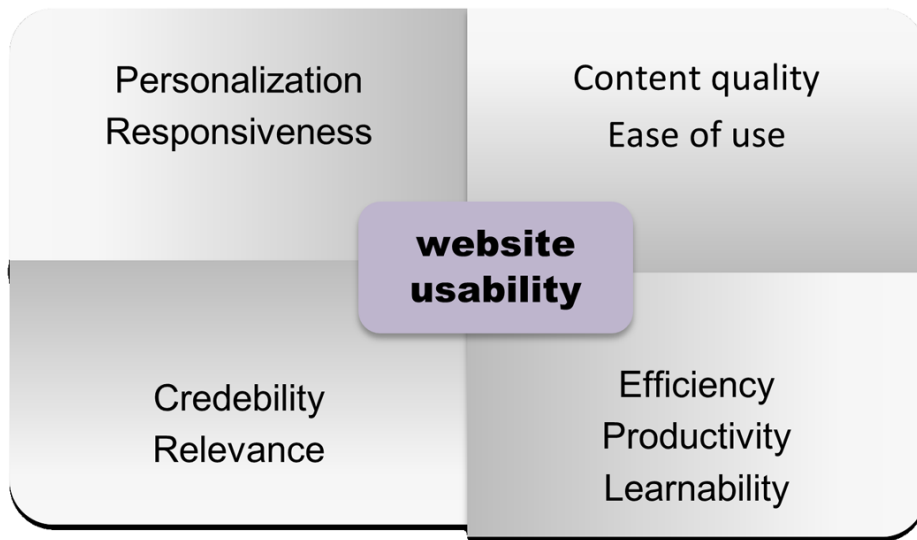 Personalization
Responsiveness
Content quality
Ease of use
website
usability
Credebility
Relevance
Efficiency
Productivity
Learnability